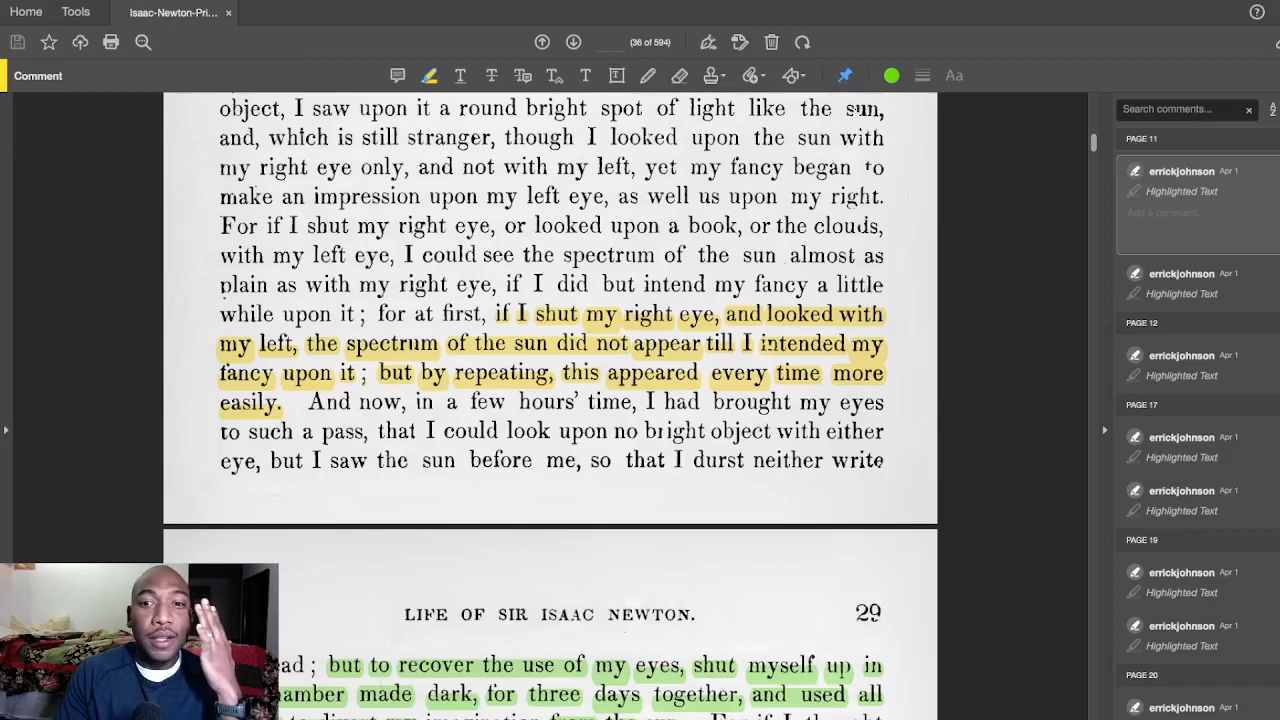 Home
Tools
Isaac-Newton-Pri...
(36 of 594)
Comment
Aa
object, I saw upon it a round bright spot of light like the sun,
and, which is still stranger, though I looked upon the sun with
my right eye only, and not with my left, yet my fancy began to
make an impression upon my left eye, as well us upon my right.
For if I shut my right eye, or looked upon a book, or the clouds,
with my left eye, I could see the spectrum of the sun almost as
plain as with my right eye, if I did but intend my fancy a little
while upon it; for at first, if I shut my right eye, and looked with
my left, the spectrum of the sun did not appear till I intended my
fancy upon it; but by repeating, this appeared every time more
easily. And now, in a few hours' time, I had brought my eyes
to such a pass, that I could look upon no bright object with either
eye, but I saw the sun before me, so that I durst neither write
LIFE OF SIR ISAAC NEWTON. 29
but to recover the use of my eyes, shut myself up in
made dark, for three days together, and used all
Search comments...
PAGE 11
errickjohnson Apr 1
Highlighted Text
Add a comment...
errickjohnson Apr 1
Highlighted Text
PAGE 12
errickjohnson Apr 1
Highlighted Text
PAGE 17
errickjohnson Apr 1
Highlighted Text
errickjohnson Apr 1
Highlighted Text
PAGE 19
errickjohnson Apr 1
Highlighted Text
errickjohnson Apr 1
Highlighted Text
PAGE 20
errickjohnson Apr 1